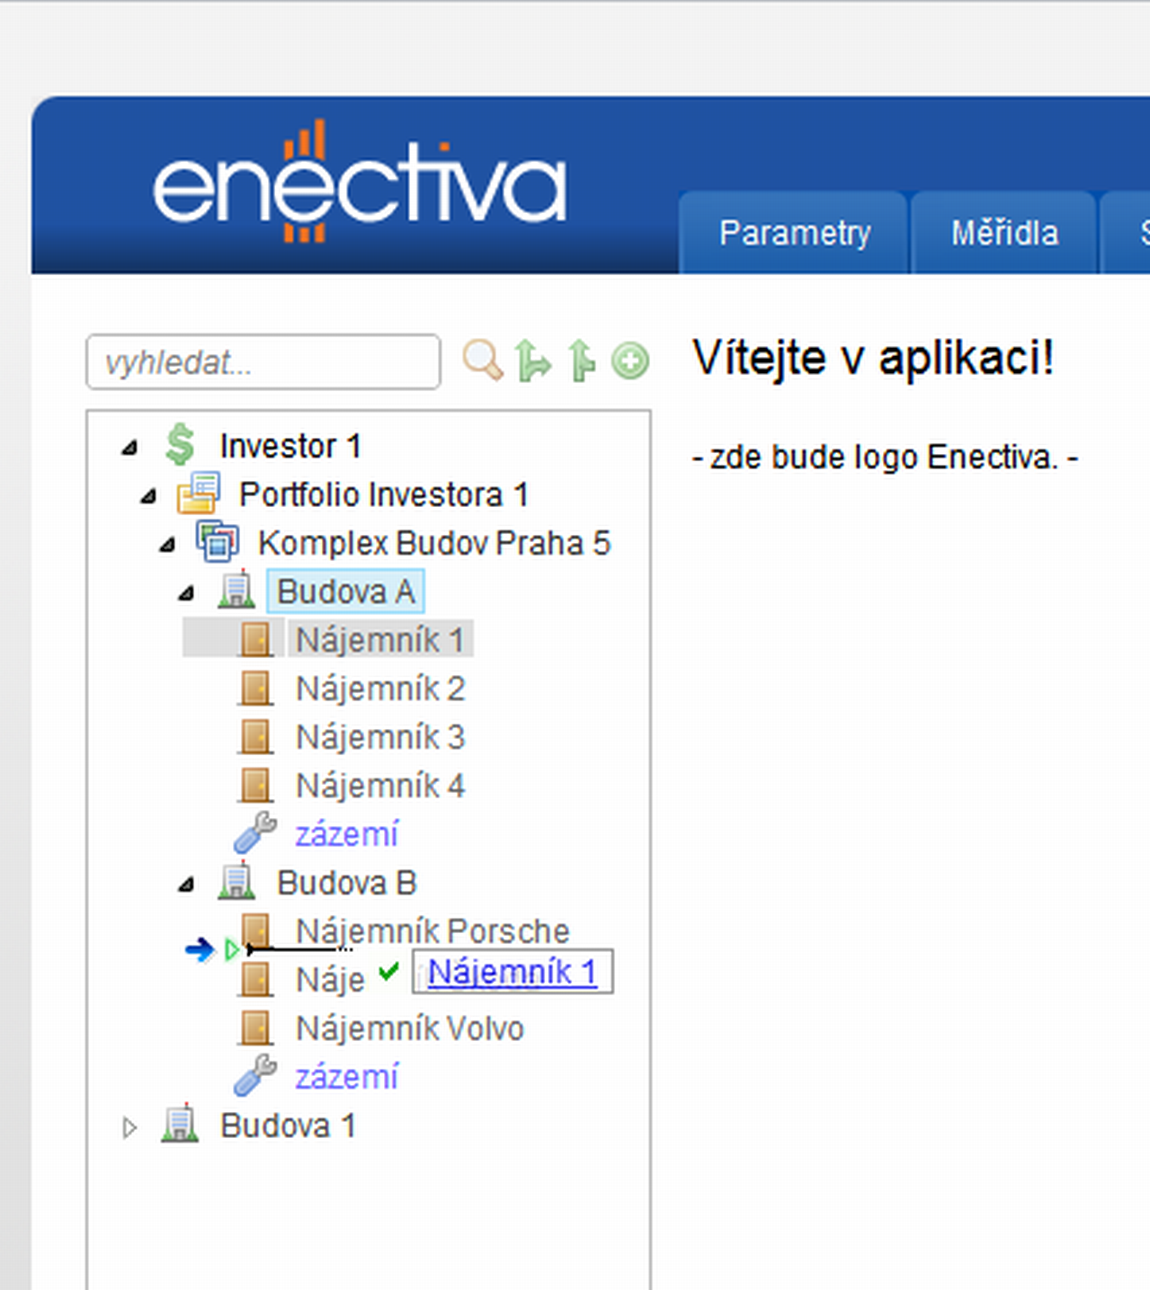 enectiva
Parametry
Měřidla
vyhledat...
Vítejte v aplikaci!
- zde bude logo Enectiva. -
Investor 1
Portfolio Investora 1
Komplex Budov Praha 5
Budova A
Nájemník 1
Nájemník 2
Nájemník 3
Nájemník 4
zázemí
Budova B
Nájemník Porsche
Náje
Nájemník 1
Nájemník Volvo
zázemí
Budova 1